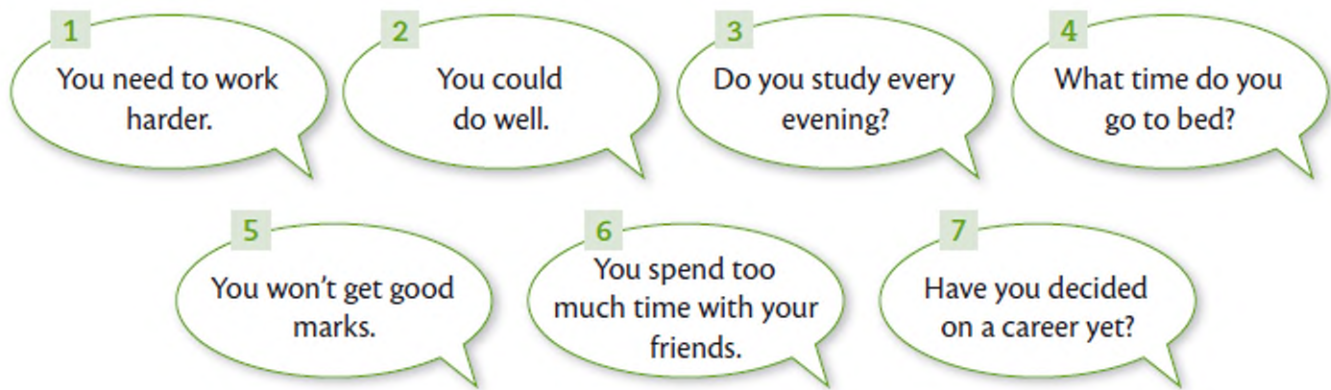 1
You need to work
harder.
2
You could
do well.
3
Do you study every
evening?
4
What time do you
go to bed?
5
You won't get good
marks.
6
You spend too
much time with your
friends.
7
Have you decided
on a career yet?